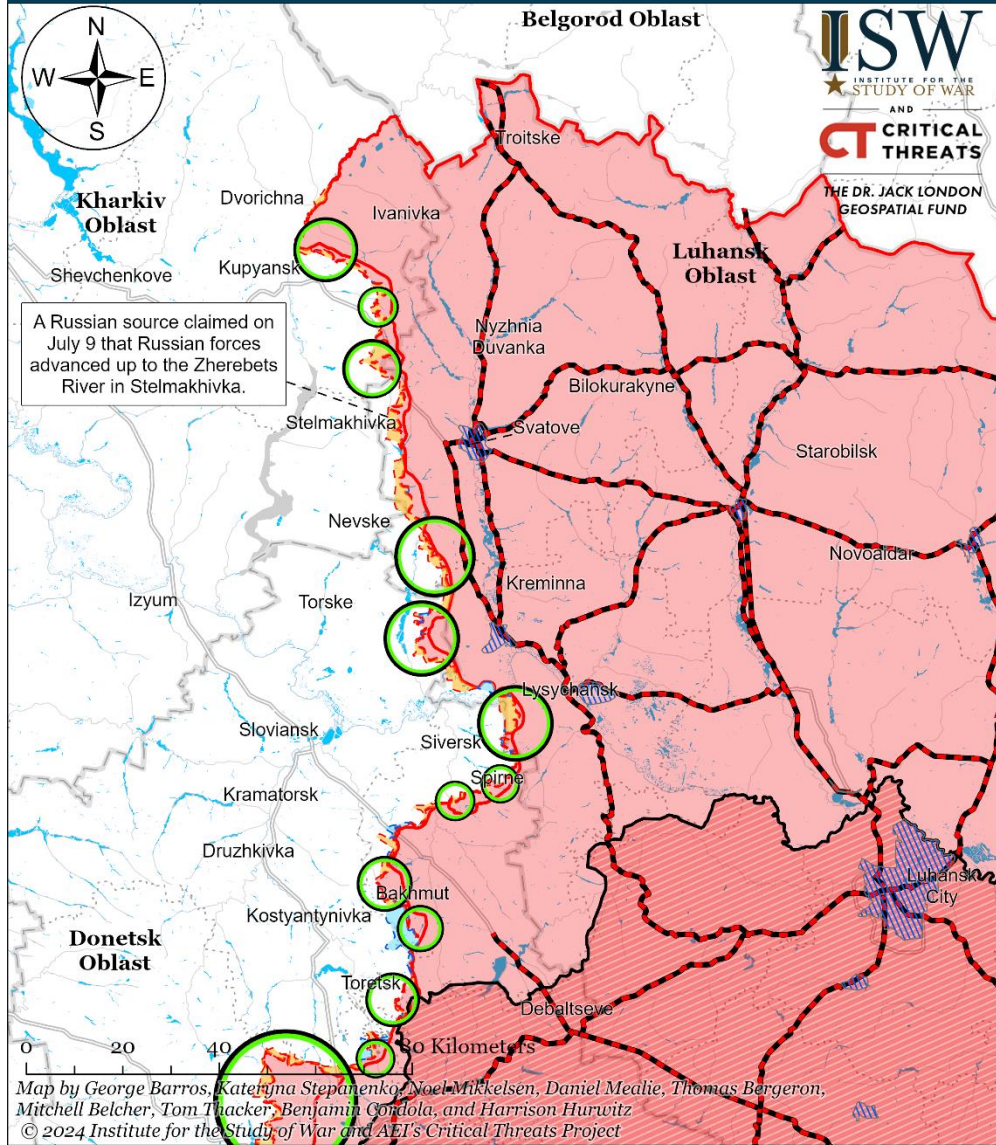 Belgorod Oblast
N
W
E
S
ISW
INSTITUTE FOR THE
STUDY OF WAR
AND
CT CRITICAL
THREATS
THE DR. JACK LONDON
GEOSPATIAL FUND
Troitske
Dvorichna
Kharkiv
Oblast
Ivanivka
Luhansk
Oblast
Shevchenkove
Kupyansk
A Russian source claimed on
July 9 that Russian forces
advanced up to the Zherebets
River in Stelmakhivka.
Nyzhnia
Duvanka
Bilokurakyne
Stelmakhivka
Svatove
Starobilsk
Nevske
Novoaidar
Kreminna
Izyum
Torske
Lysychansk
Sloviansk
Siversk
Spirne
Kramatorsk
Druzhkivka
Bakhmut
Luhansk
City
Kostyantynivka
Donetsk
Oblast
Toretsk
Debaltseve
0 20 40 80 Kilometers
Map by George Barros, Kateryna Stepanenko, Noel Mikkelsen, Daniel Mealie, Thomas Bergeron,
Mitchell Belcher, Tom Thacker, Benjamin Cordola, and Harrison Hurwitz
© 2024 Institute for the Study of War and AEI's Critical Threats Project